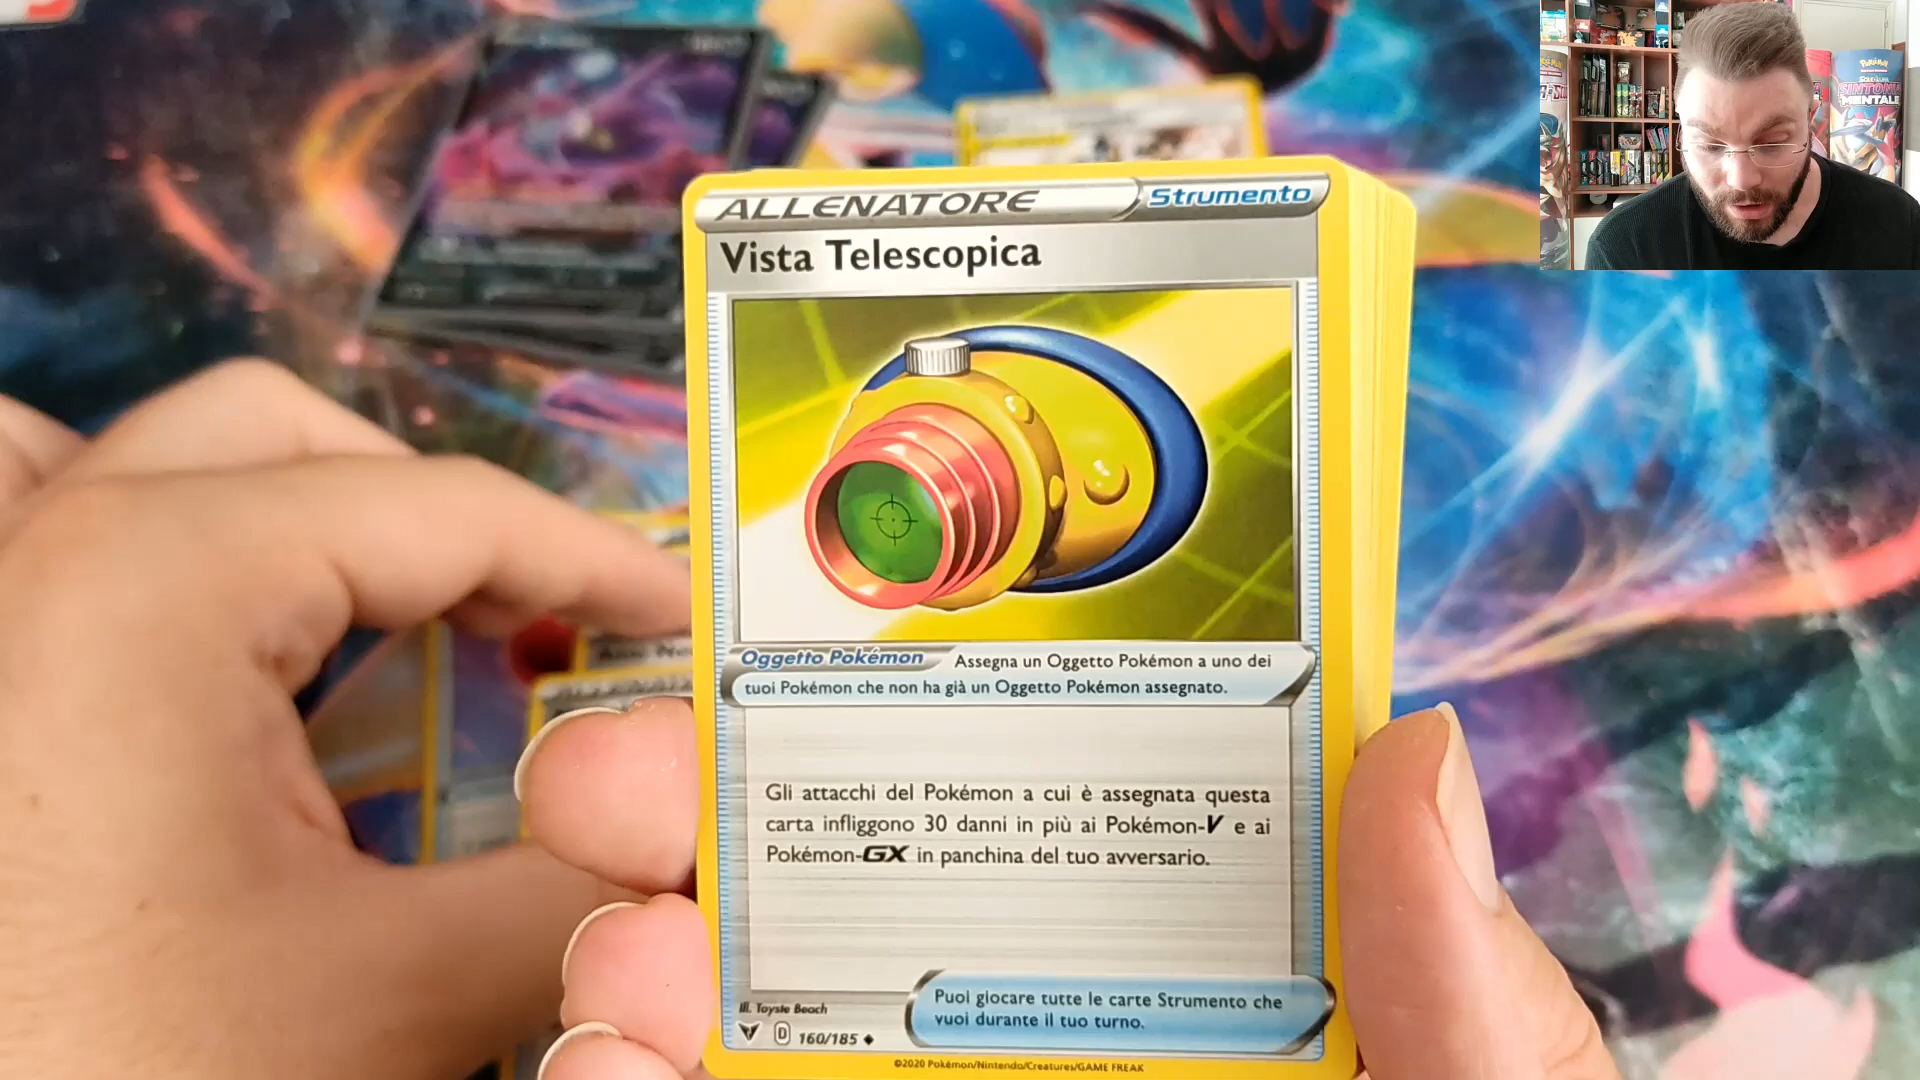 ALLENATORE
Strumento
Vista Telescopica
Oggetto Pokémon Assegna un Oggetto Pokémon a uno dei
tuoi Pokémon che non ha già un Oggetto Pokémon assegnato.
Gli attacchi del Pokémon a cui è assegnata questa
carta infliggono 30 danni in più ai Pokémon-V e ai
Pokémon-GX in panchina del tuo avversario.
Puoi giocare tutte le carte Strumento che
vuoi durante il tuo turno.
Ill. Toyste Beach
D 160/185
©2020 Pokémon/Nintendo/Creatures/GAME FREAK
POKÉMON
SINTONIA
MENTALE